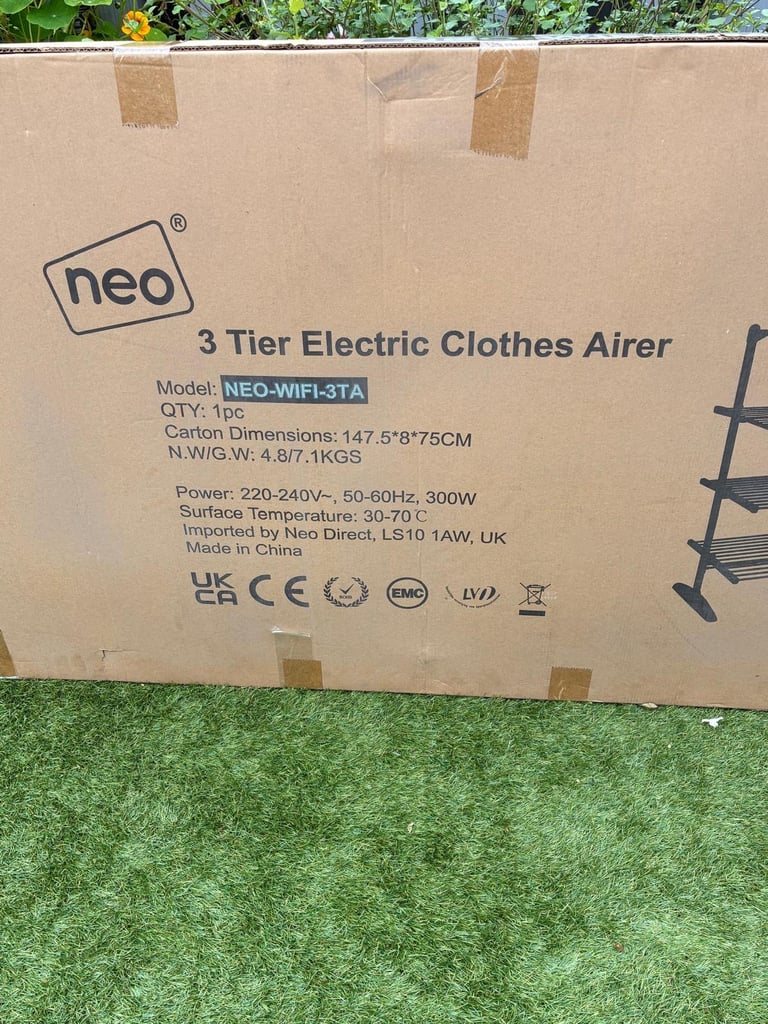 neo®
3 Tier Electric Clothes Airer
Model: NEO-WIFI-3TA
QTY: 1pc
Carton Dimensions: 147.5*8*75CM
N.W/G.W: 4.8/7.1KGS
Power: 220-240V~, 50-60Hz, 300W
Surface Temperature: 30-70℃
Imported by Neo Direct, LS10 1AW, UK
Made in China
UK
CA CE RoHS EMC LVD